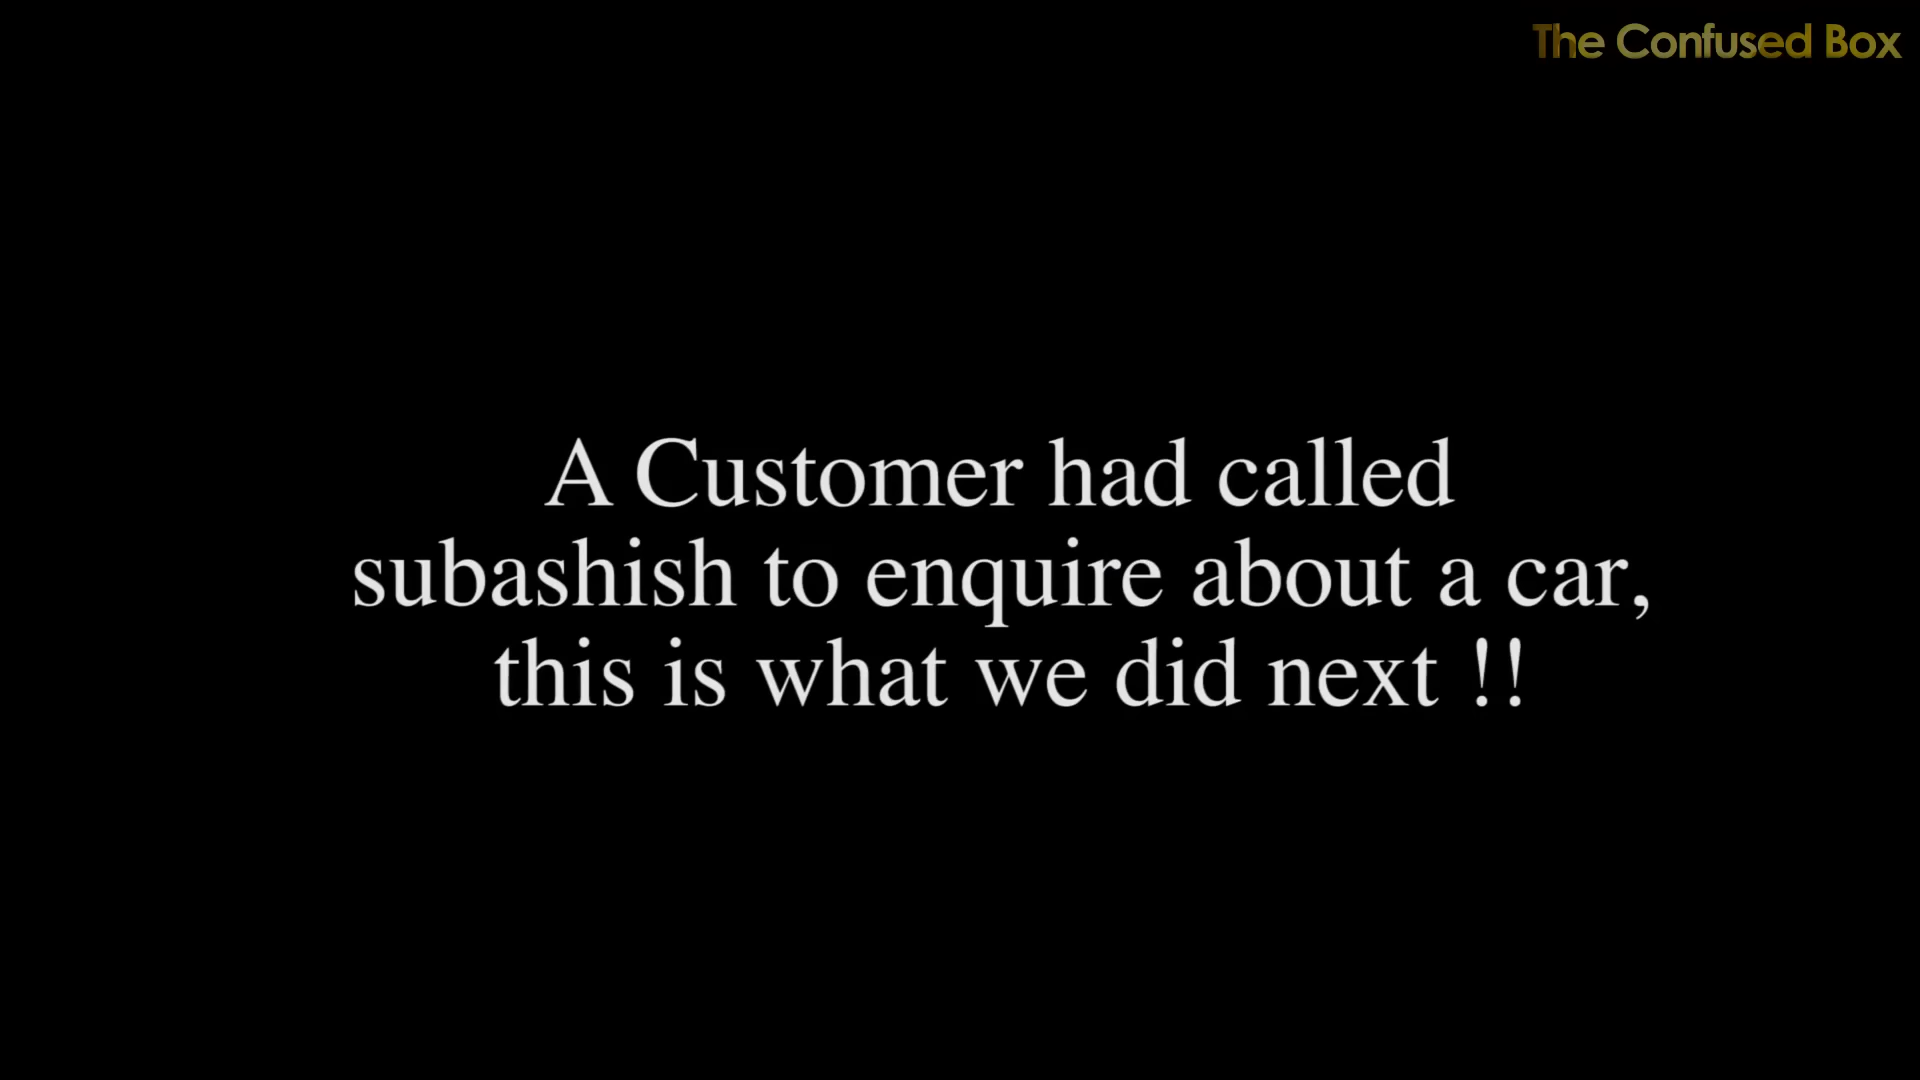 The Confused Box
A Customer had called
subashish to enquire about a car,
this is what we did next !!